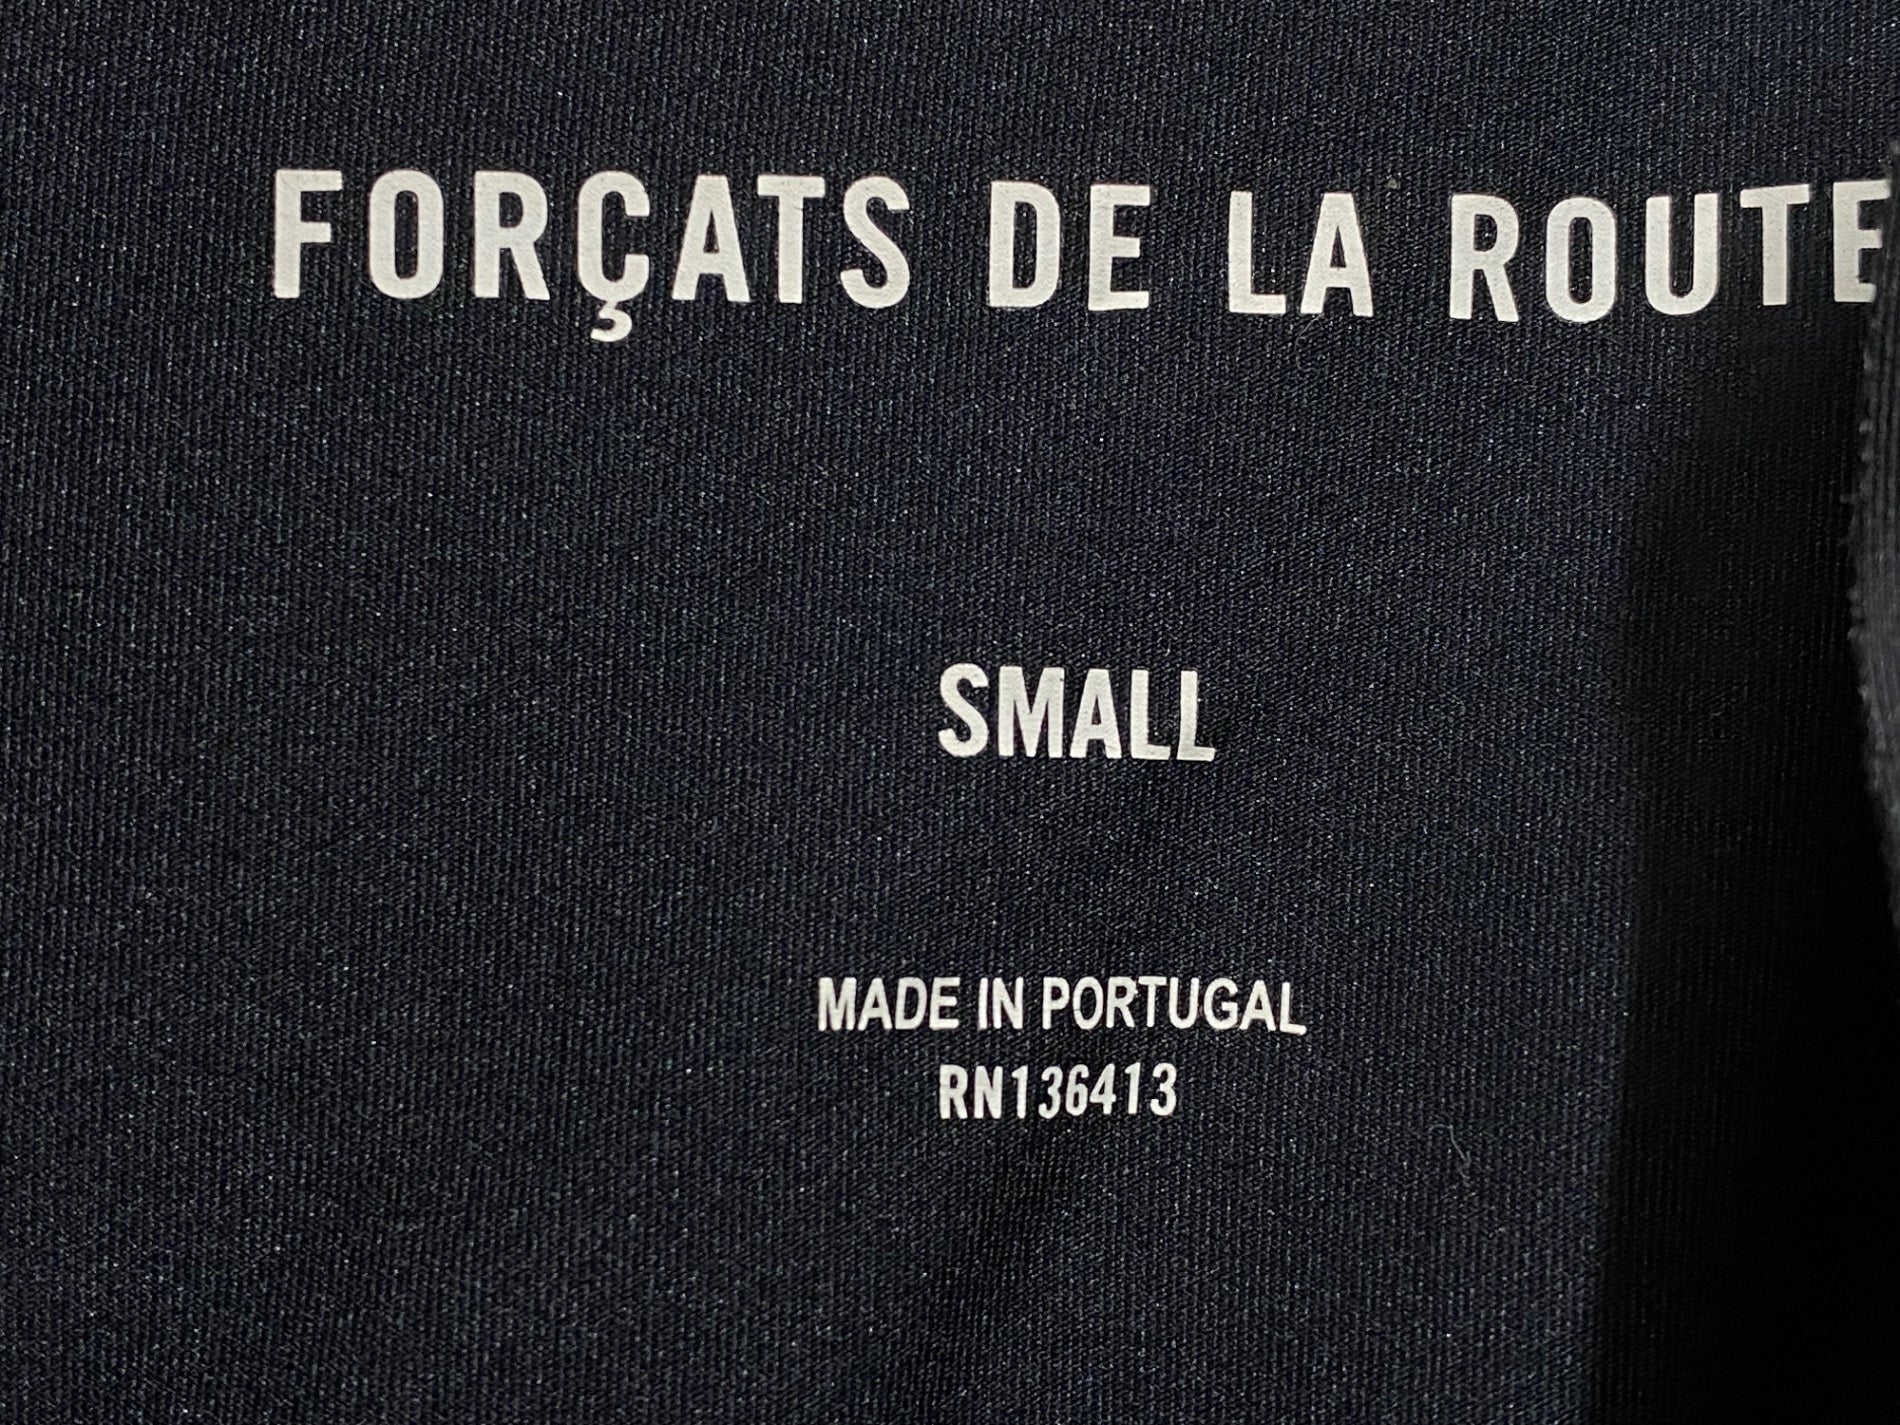 FORÇATS DE LA ROUTE
SMALL
MADE IN PORTUGAL
RN136413